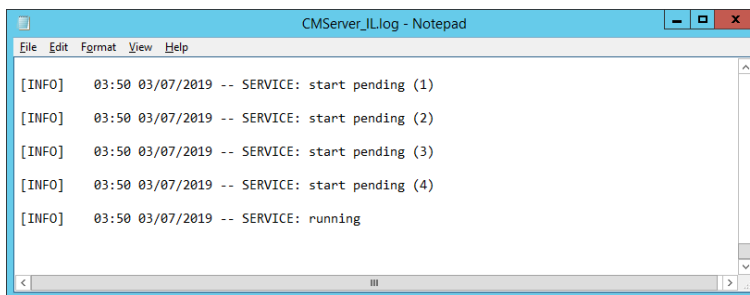 CMServer_IL.log - Notepad
File Edit Format View Help
[INFO] 03:50 03/07/2019 -- SERVICE: start pending (1)
[INFO] 03:50 03/07/2019 -- SERVICE: start pending (2)
[INFO] 03:50 03/07/2019 -- SERVICE: start pending (3)
[INFO] 03:50 03/07/2019 -- SERVICE: start pending (4)
[INFO] 03:50 03/07/2019 -- SERVICE: running